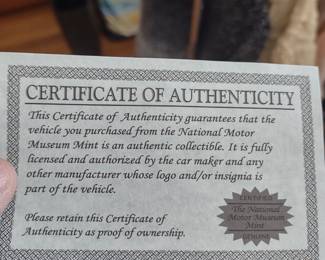 CERTIFICATE OF AUTHENTICITY
This Certificate of Authenticity guarantees that the
vehicle you purchased from the National Motor
Museum Mint is an authentic collectible. It is fully
licensed and authorized by the car maker and any
other manufacturer whose logo and/or insignia is
part of the vehicle.
Please retain this Certificate of
Authenticity as proof of ownership.
CERTIFIED
The National
Motor Museum
Mint
GENUINE